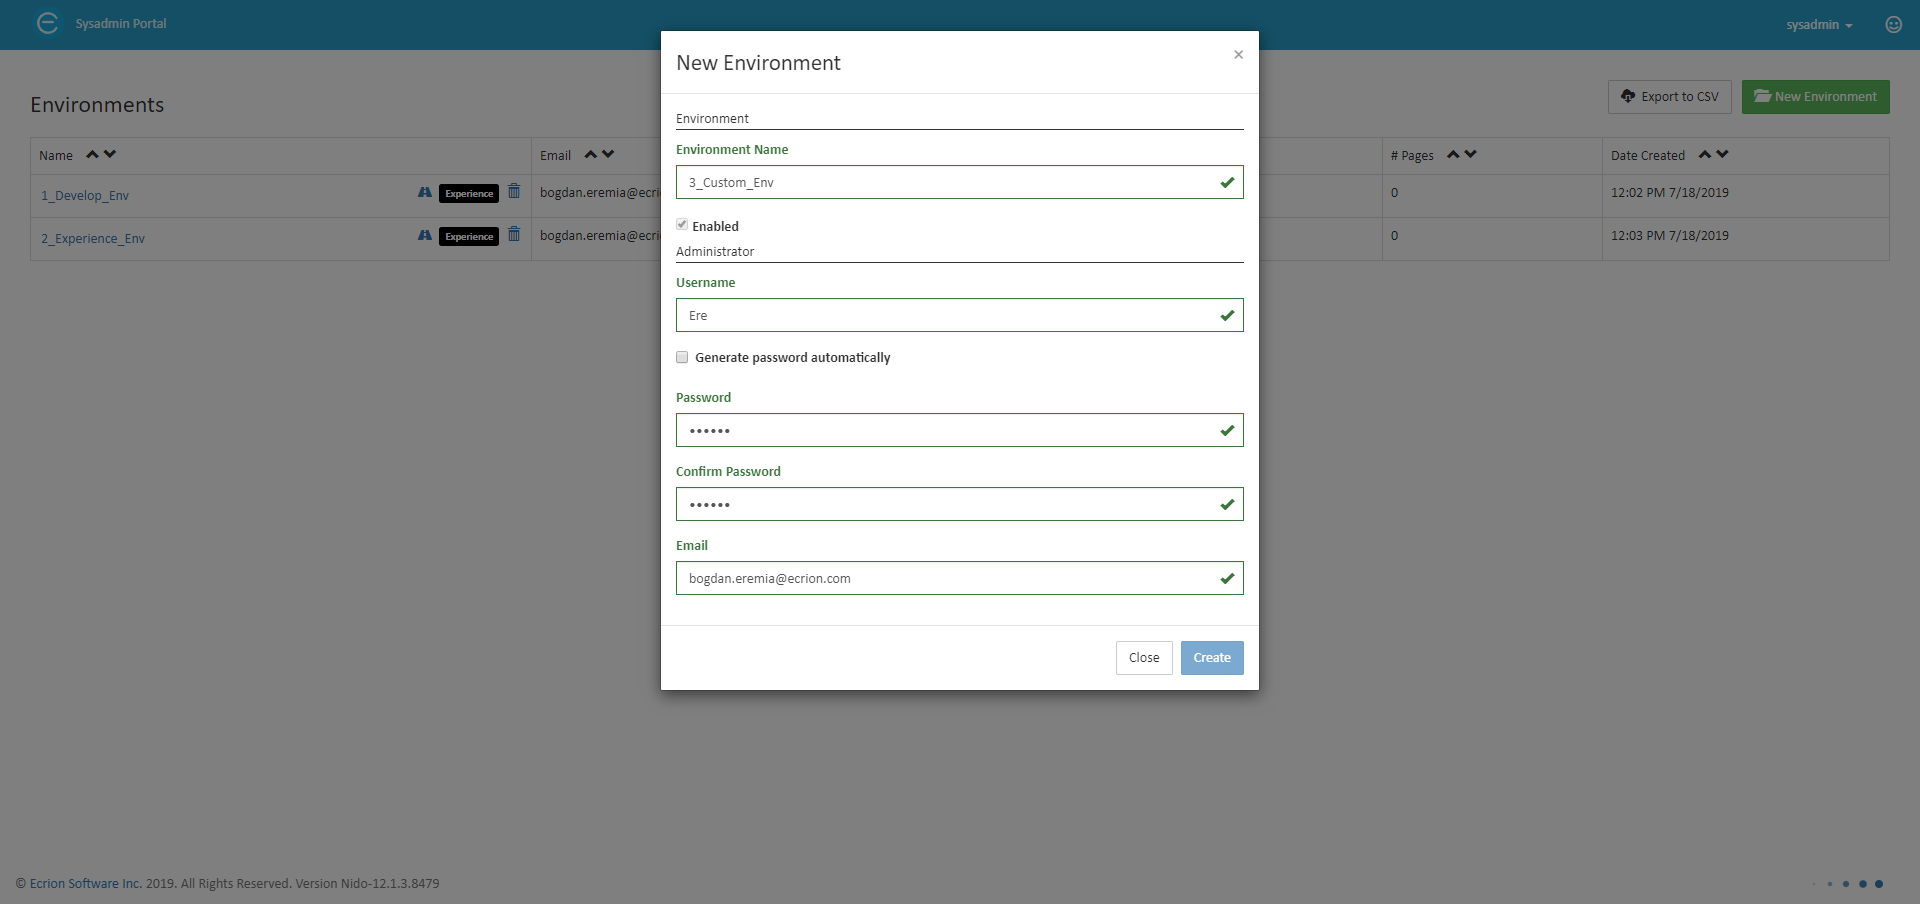 Sysadmin Portal
sysadmin
New Environment
×
Environments
Export to CSV
New Environment
Environment
Environment Name
3_Custom_Env
Enabled
Administrator
Username
Ere
Generate password automatically
Password
••••••
Confirm Password
••••••
Email
bogdan.eremia@ecrion.com
Close
Create
Name
Email
# Pages
Date Created
1_Develop_Env
Experience
bogdan.eremia@ecri
0
12:02 PM 7/18/2019
2_Experience_Env
Experience
bogdan.eremia@ecri
0
12:03 PM 7/18/2019
© Ecrion Software Inc. 2019. All Rights Reserved. Version Nido-12.1.3.8479